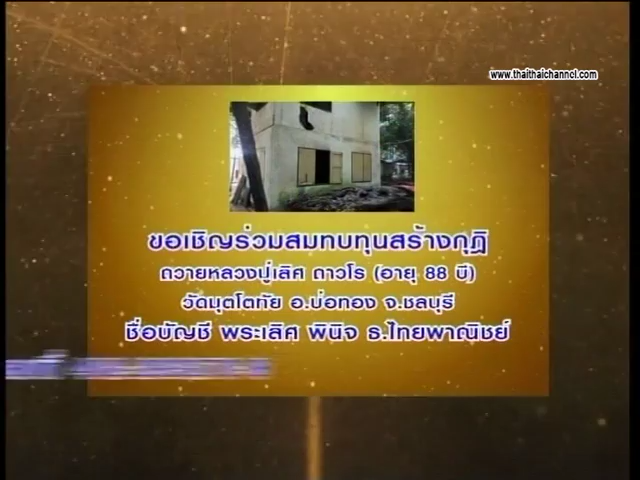 www.thaithaichannel.com
ขอเชิญร่วมสมทบทุนสร้างกุฏิ
ถวายหลวงปู่เลิศ ถาวโร (อายุ 88 ปี)
วัดมุตโตทัย อ.บ่อทอง จ.ชลบุรี
ชื่อบัญชี พระเลิศ พินิจ ธ.ไทยพาณิชย์